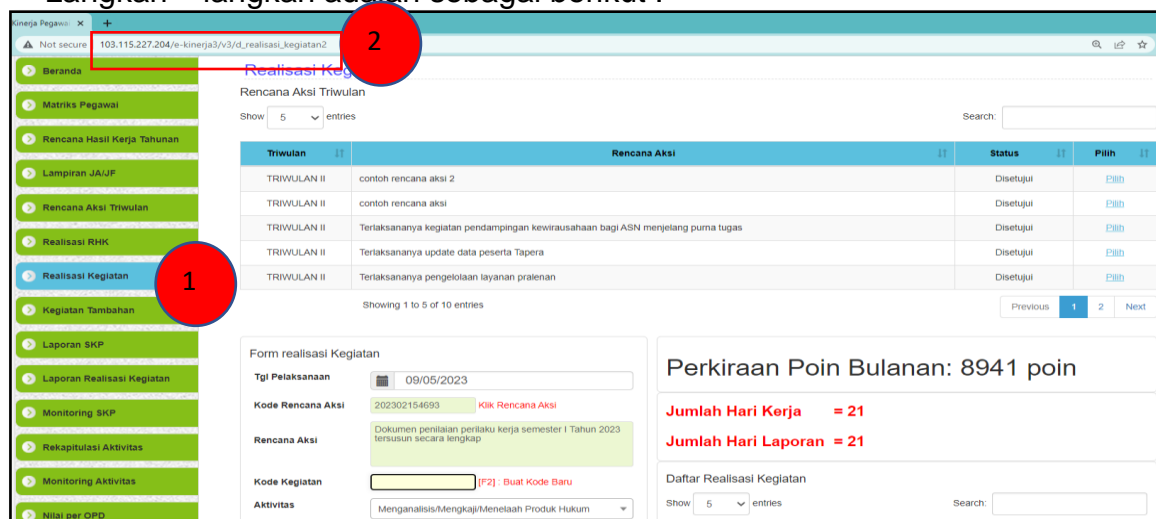 Langkah – langkah adalah sebagai berikut :
Kinerja Pegawai
Not secure
103.115.227.204/e-kinerja3/v3/d_realisasi_kegiatan2
2
Beranda
Matriks Pegawai
Rencana Hasil Kerja Tahunan
Lampiran JA/JF
Rencana Aksi Triwulan
Realisasi RHK
Realisasi Kegiatan
1
Kegiatan Tambahan
Laporan SKP
Laporan Realisasi Kegiatan
Monitoring SKP
Rekapitulasi Aktivitas
Monitoring Aktivitas
Nilai per OPD
Realisasi Keg
Rencana Aksi Triwulan
Show 5 entries Search:
Triwulan Rencana Aksi Status Pilih
TRIWULAN II contoh rencana aksi 2 Disetujui Pilih
TRIWULAN II contoh rencana aksi Disetujui Pilih
TRIWULAN II Terlaksananya kegiatan pendampingan kewirausahaan bagi ASN menjelang purna tugas Disetujui Pilih
TRIWULAN II Terlaksananya update data peserta Tapera Disetujui Pilih
TRIWULAN II Terlaksananya pengelolaan layanan pralenan Disetujui Pilih
Showing 1 to 5 of 10 entries Previous 1 2 Next
Form realisasi Kegiatan
Tgl Pelaksanaan 09/05/2023
Kode Rencana Aksi 202302154693 Klik Rencana Aksi
Rencana Aksi Dokumen penilaian perilaku kerja semester I Tahun 2023
tersusun secara lengkap
Kode Kegiatan [F2] : Buat Kode Baru
Aktivitas Menganalisis/Mengkaji/Menelaah Produk Hukum
Perkiraan Poin Bulanan: 8941 poin
Jumlah Hari Kerja = 21
Jumlah Hari Laporan = 21
Daftar Realisasi Kegiatan
Show 5 entries Search: